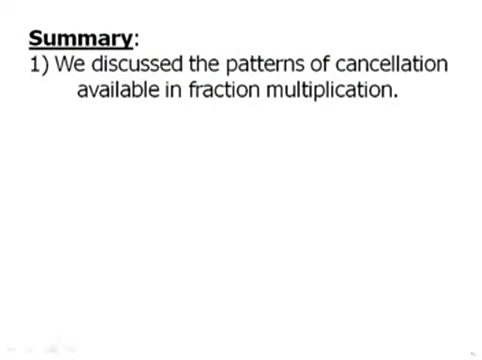 Summary:
1) We discussed the patterns of cancellation
available in fraction multiplication.